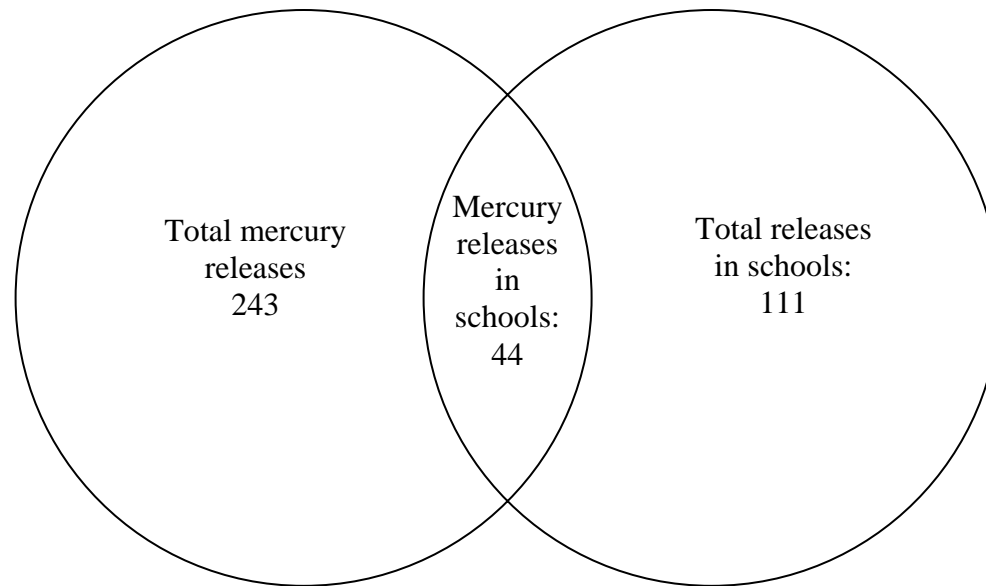 Total mercury
releases
243
Mercury
releases
in
schools:
44
Total releases
in schools:
111